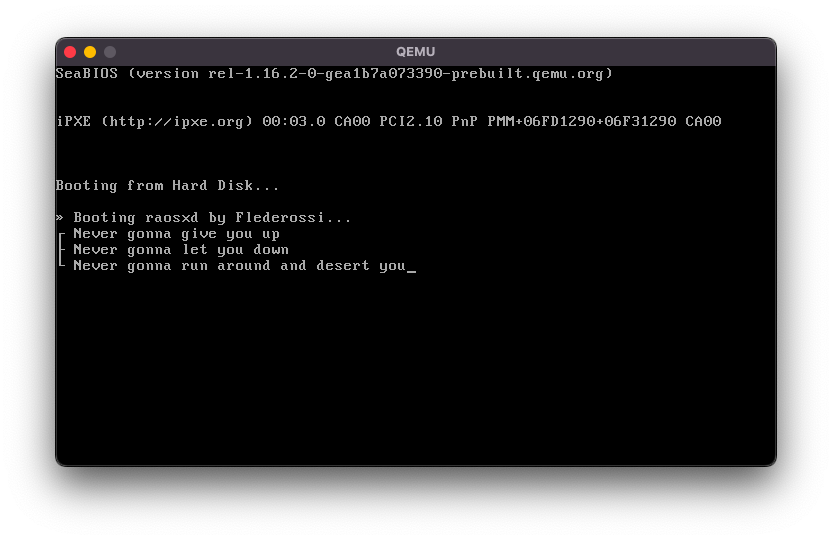 QEMU
SeaBIOS (version rel-1.16.2-0-gea1b7a073390-prebuilt.qemu.org)
iPXE (http://ipxe.org) 00:03.0 CA00 PCI2.10 PnP PMM+06FD1290+06F31290 CA00
Booting from Hard Disk...
» Booting raosxd by Flederossi...
┌ Never gonna give you up
├ Never gonna let you down
└ Never gonna run around and desert you_